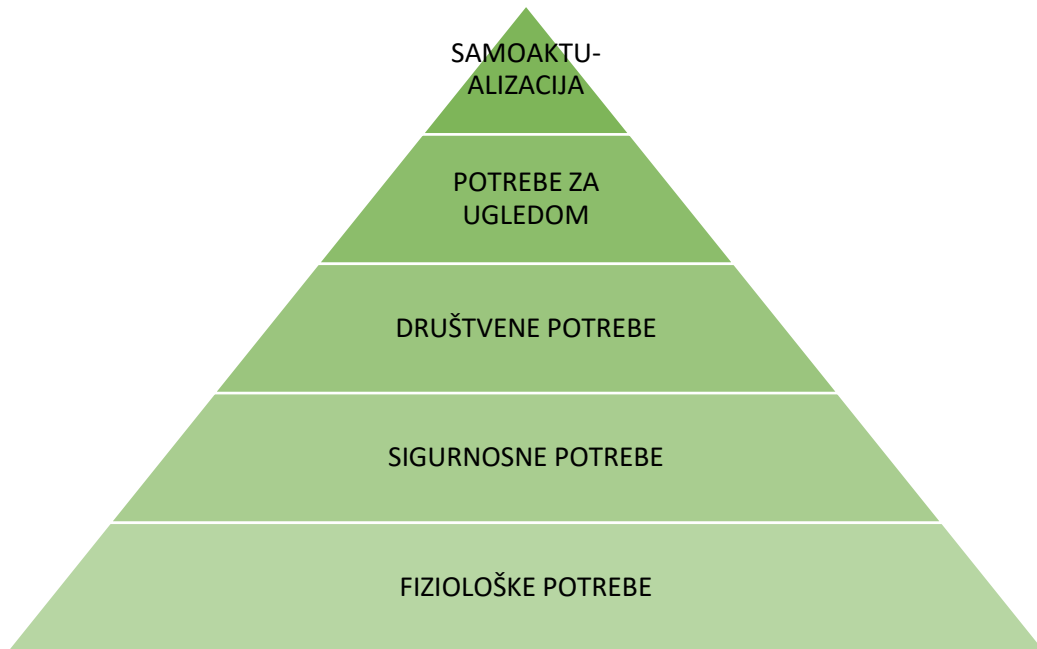 SAMOAKTU-
ALIZACIJA
POTREBE ZA
UGLEDOM
DRUŠTVENE POTREBE
SIGURNOSNE POTREBE
FIZIOLOŠKE POTREBE